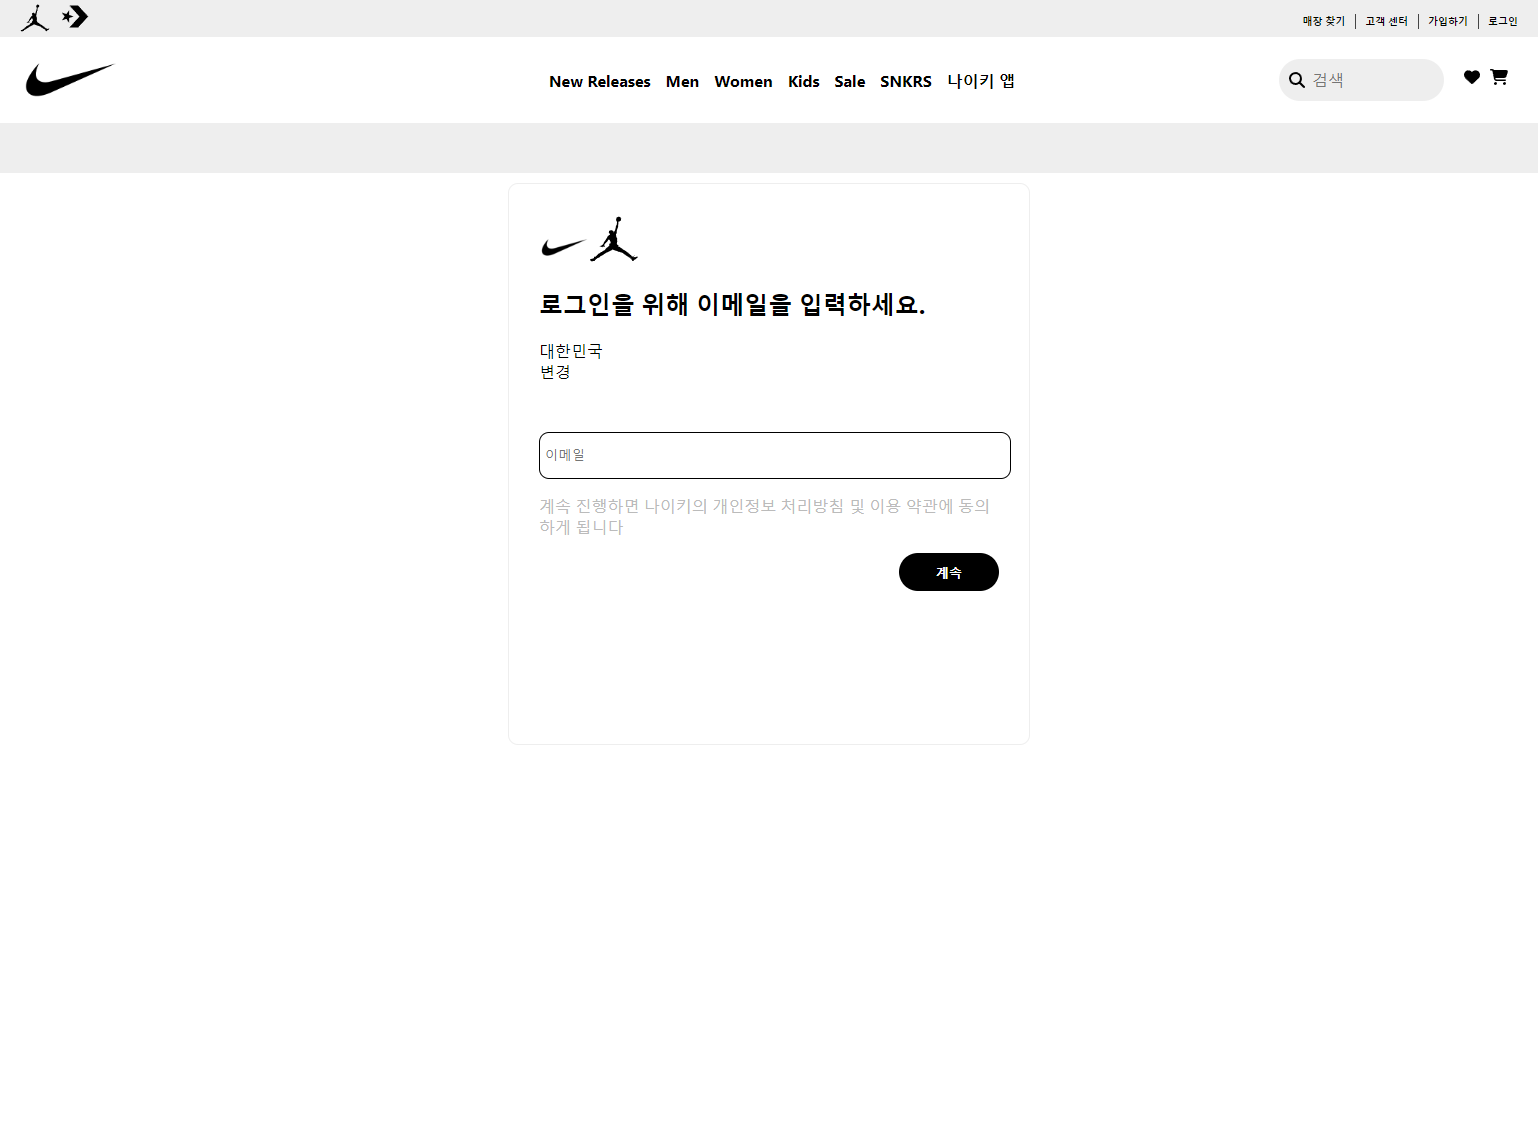 매장 찾기 고객 센터 가입하기 로그인
New Releases Men Women Kids Sale SNKRS 나이키 앱 검색
로그인을 위해 이메일을 입력하세요.
대한민국
변경
이메일
계속 진행하면 나이키의 개인정보 처리방침 및 이용 약관에 동의
하게 됩니다
계속